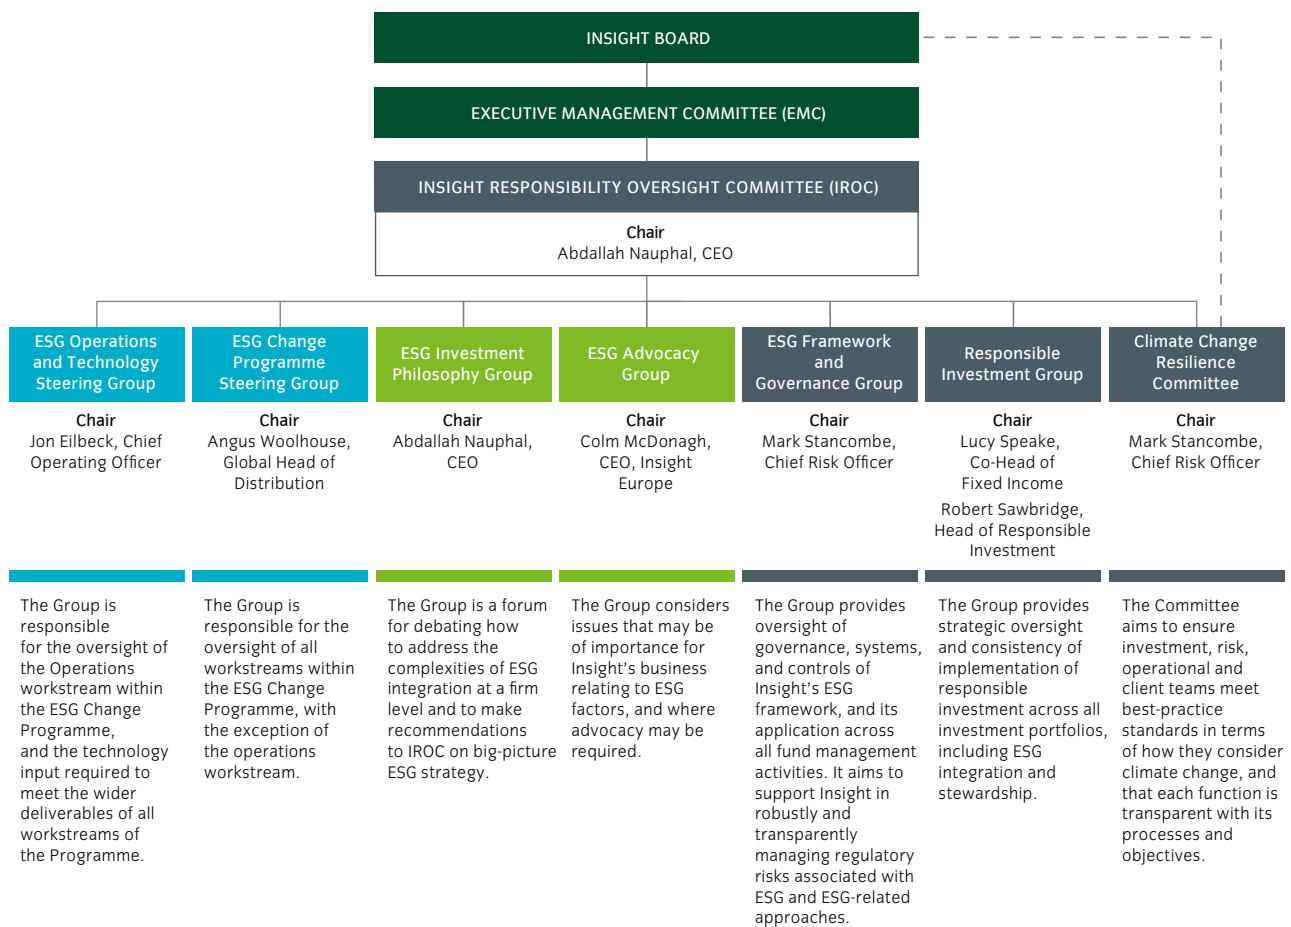 INSIGHT BOARD
EXECUTIVE MANAGEMENT COMMITTEE (EMC)
INSIGHT RESPONSIBILITY OVERSIGHT COMMITTEE (IROC)
Chair
Abdallah Nauphal, CEO
ESG Operations
and Technology
Steering Group
Chair
Jon Eilbeck, Chief
Operating Officer
The Group is
responsible
for the oversight of
the Operations
workstream within
the ESG Change
Programme,
and the technology
input required to
meet the wider
deliverables of all
workstreams of
the Programme.
ESG Change
Programme
Steering Group
Chair
Angus Woolhouse,
Global Head of
Distribution
The Group is
responsible for the
oversight of all
workstreams within
the ESG Change
Programme, with
the exception of
the operations
workstream.
ESG Investment
Philosophy Group
Chair
Abdallah Nauphal,
CEO
The Group is a forum
for debating how
to address the
complexities of ESG
integration at a firm
level and to make
recommendations
to IROC on big-picture
ESG strategy.
ESG Advocacy
Group
Chair
Colm McDonagh,
CEO, Insight
Europe
The Group considers
issues that may be
of importance for
Insight's business
relating to ESG
factors, and where
advocacy may be
required.
ESG Framework
and
Governance Group
Chair
Mark Stancombe,
Chief Risk Officer
The Group provides
oversight of
governance, systems,
and controls of
Insight's ESG
framework, and its
application across
all fund management
activities. It aims to
support Insight in
robustly and
transparently
managing regulatory
risks associated with
ESG and ESG-related
approaches.
Responsible
Investment Group
Chair
Lucy Speake,
Co-Head of
Fixed Income
Robert Sawbridge,
Head of Responsible
Investment
The Group provides
strategic oversight
and consistency of
implementation of
responsible
investment across all
investment portfolios,
including ESG
integration and
stewardship.
Climate Change
Resilience
Committee
Chair
Mark Stancombe,
Chief Risk Officer
The Committee
aims to ensure
investment, risk,
operational and
client teams meet
best-practice
standards in terms
of how they consider
climate change, and
that each function is
transparent with its
processes and
objectives.